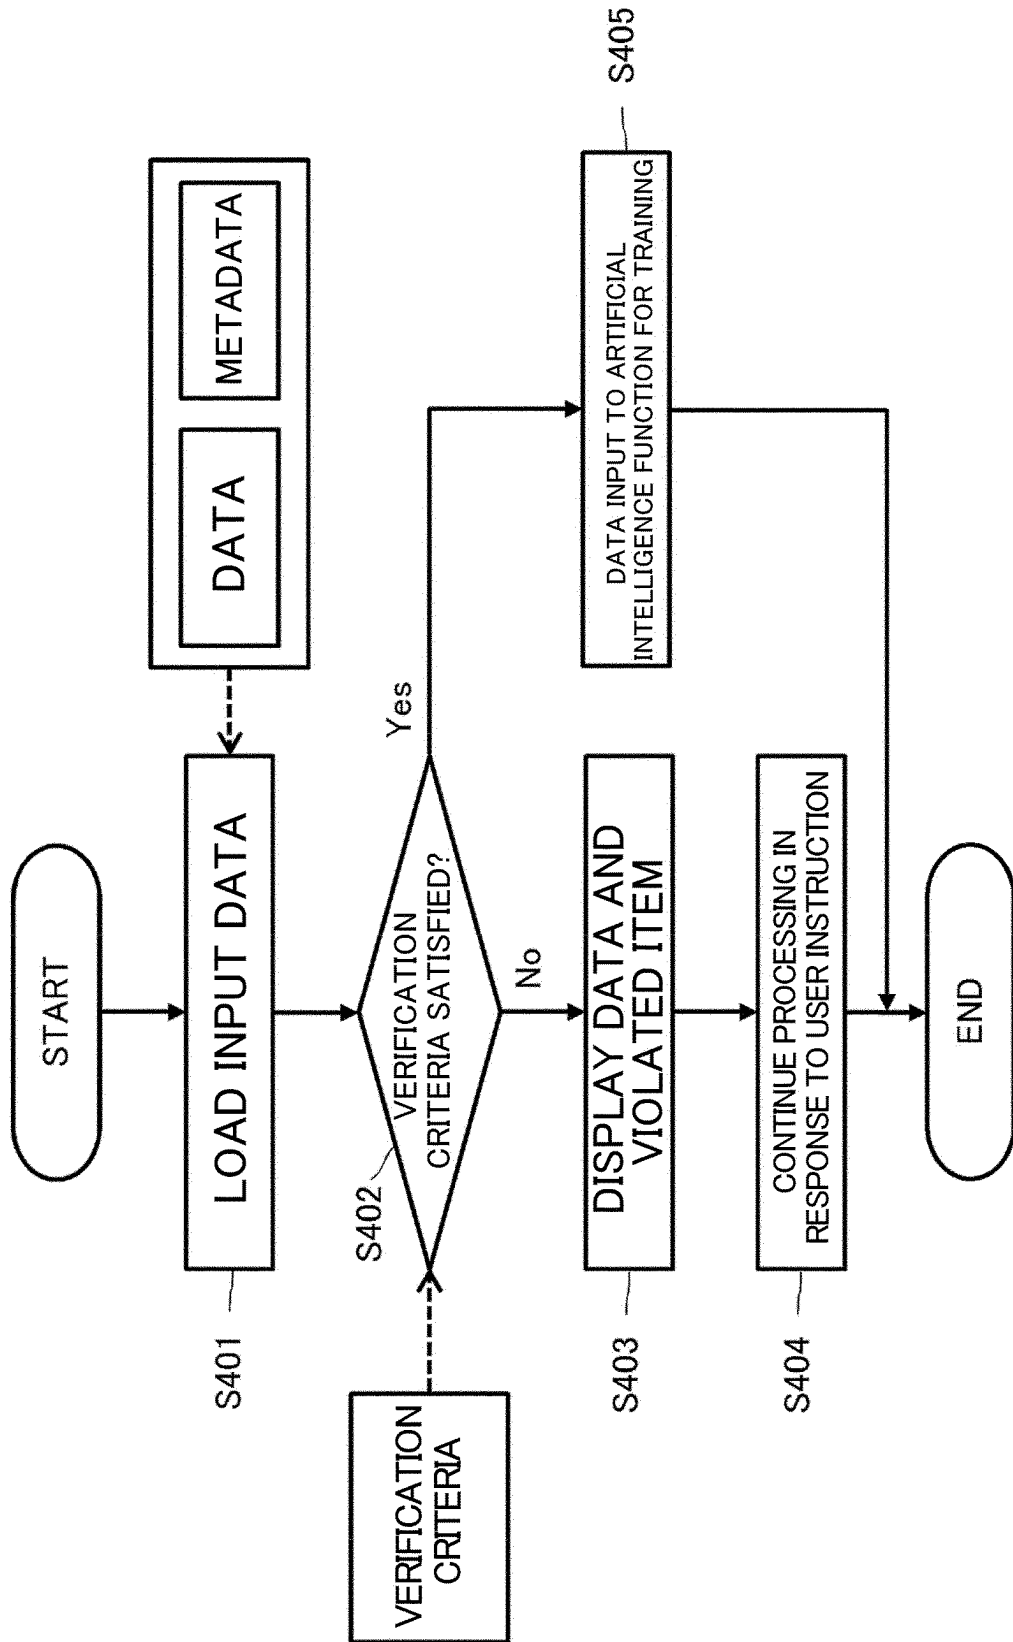 START
S401
LOAD INPUT DATA
DATA
METADATA
VERIFICATION
CRITERIA
S402
VERIFICATION
CRITERIA SATISFIED?
Yes
No
S403
DISPLAY DATA AND
VIOLATED ITEM
DATA INPUT TO ARTIFICIAL
INTELLIGENCE FUNCTION FOR TRAINING
S405
S404
CONTINUE PROCESSING IN
RESPONSE TO USER INSTRUCTION
END